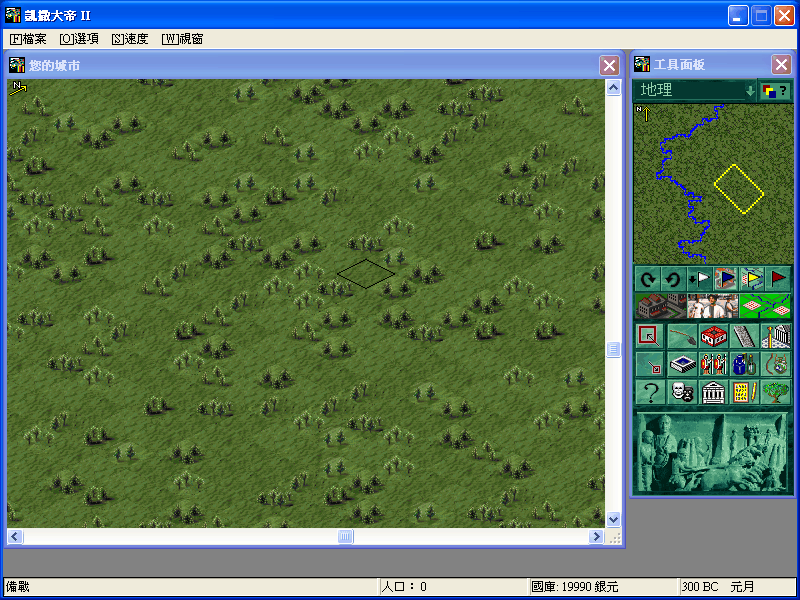 凱撒大帝 II
[F]檔案 [O]選項 [S]速度 [W]視窗
您的城市
N
工具面板
地理
?
N
?
備戰
人口：0
國庫: 19990 銀元
300 BC 元月